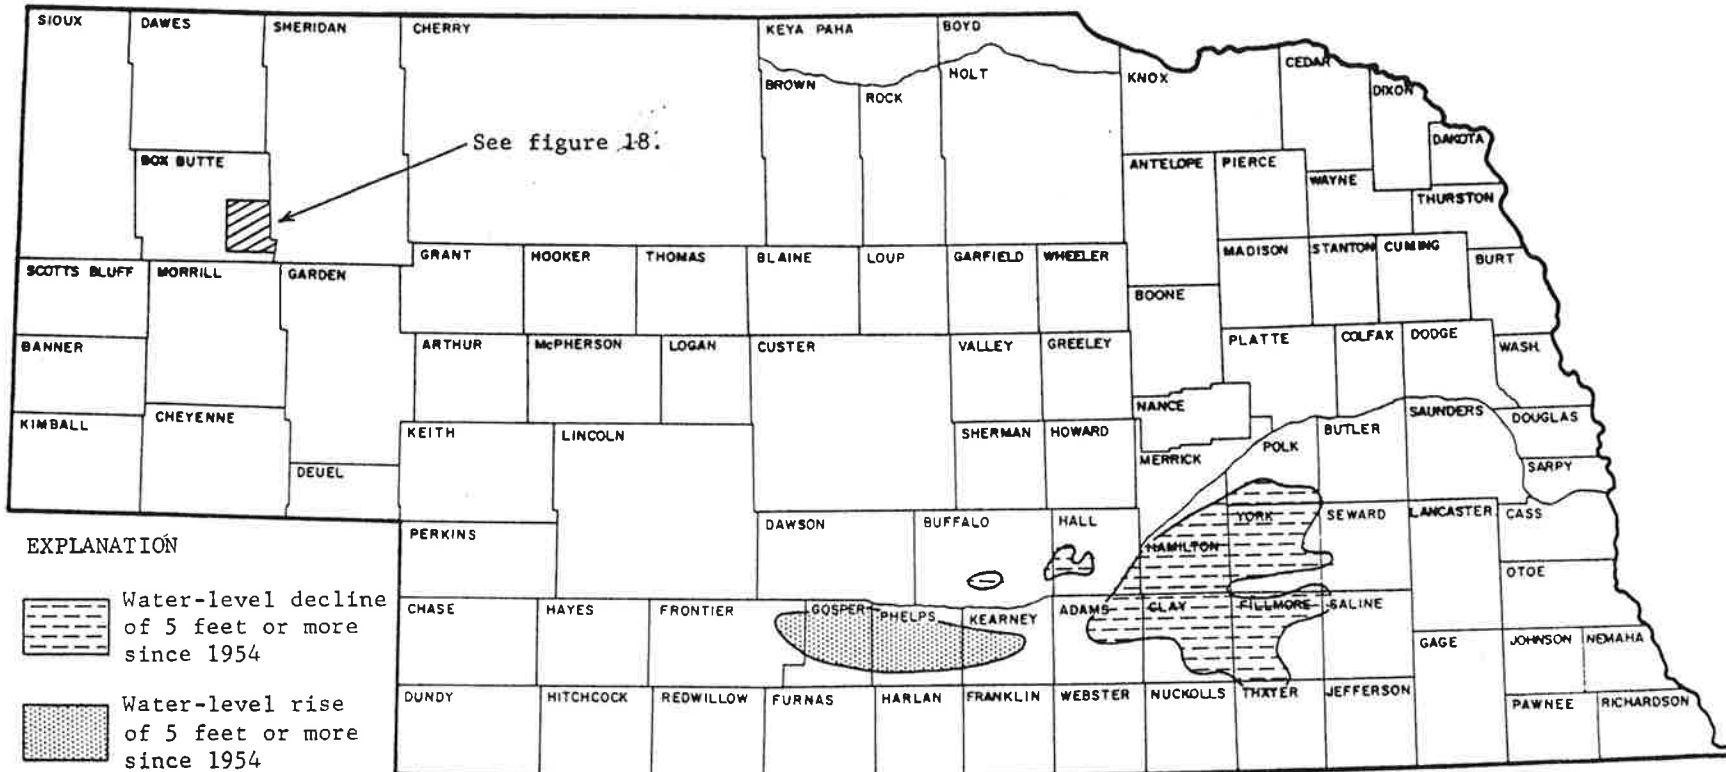 SIOUX DAWES SHERIDAN CHERRY KEYA PAHA BOYD
BROWN ROCK HOLT KNOX CEDAR DIXON
DAKOTA
See figure 18.
BOX BUTTE ANTELOPE PIERCE WAYNE THURSTON
SCOTTS BLUFF MORRILL GARDEN GRANT HOOKER THOMAS BLAINE LOUP GARFIELD WHEELER MADISON STANTON CUMING BURT
BOONE
BANNER ARTHUR McPHERSON LOGAN CUSTER VALLEY GREELEY PLATTE COLFAX DODGE WASH.
NANCE
KIMBALL CHEYENNE KEITH LINCOLN SHERMAN HOWARD MERRICK POLK BUTLER SAUNDERS DOUGLAS
DEUEL SARPY
PERKINS DAWSON BUFFALO HALL HAMILTON YORK SEWARD LANCASTER CASS
OTOE
CHASE HAYES FRONTIER GOSPER PHELPS KEARNEY ADAMS CLAY FILLMORE SALINE
GAGE JOHNSON NEMAHA
DUNDY HITCHCOCK REDWILLOW FURNAS HARLAN FRANKLIN WEBSTER NUCKOLLS THAYER JEFFERSON
PAWNEE RICHARDSON
EXPLANATION
Water-level decline
of 5 feet or more
since 1954
Water-level rise
of 5 feet or more
since 1954